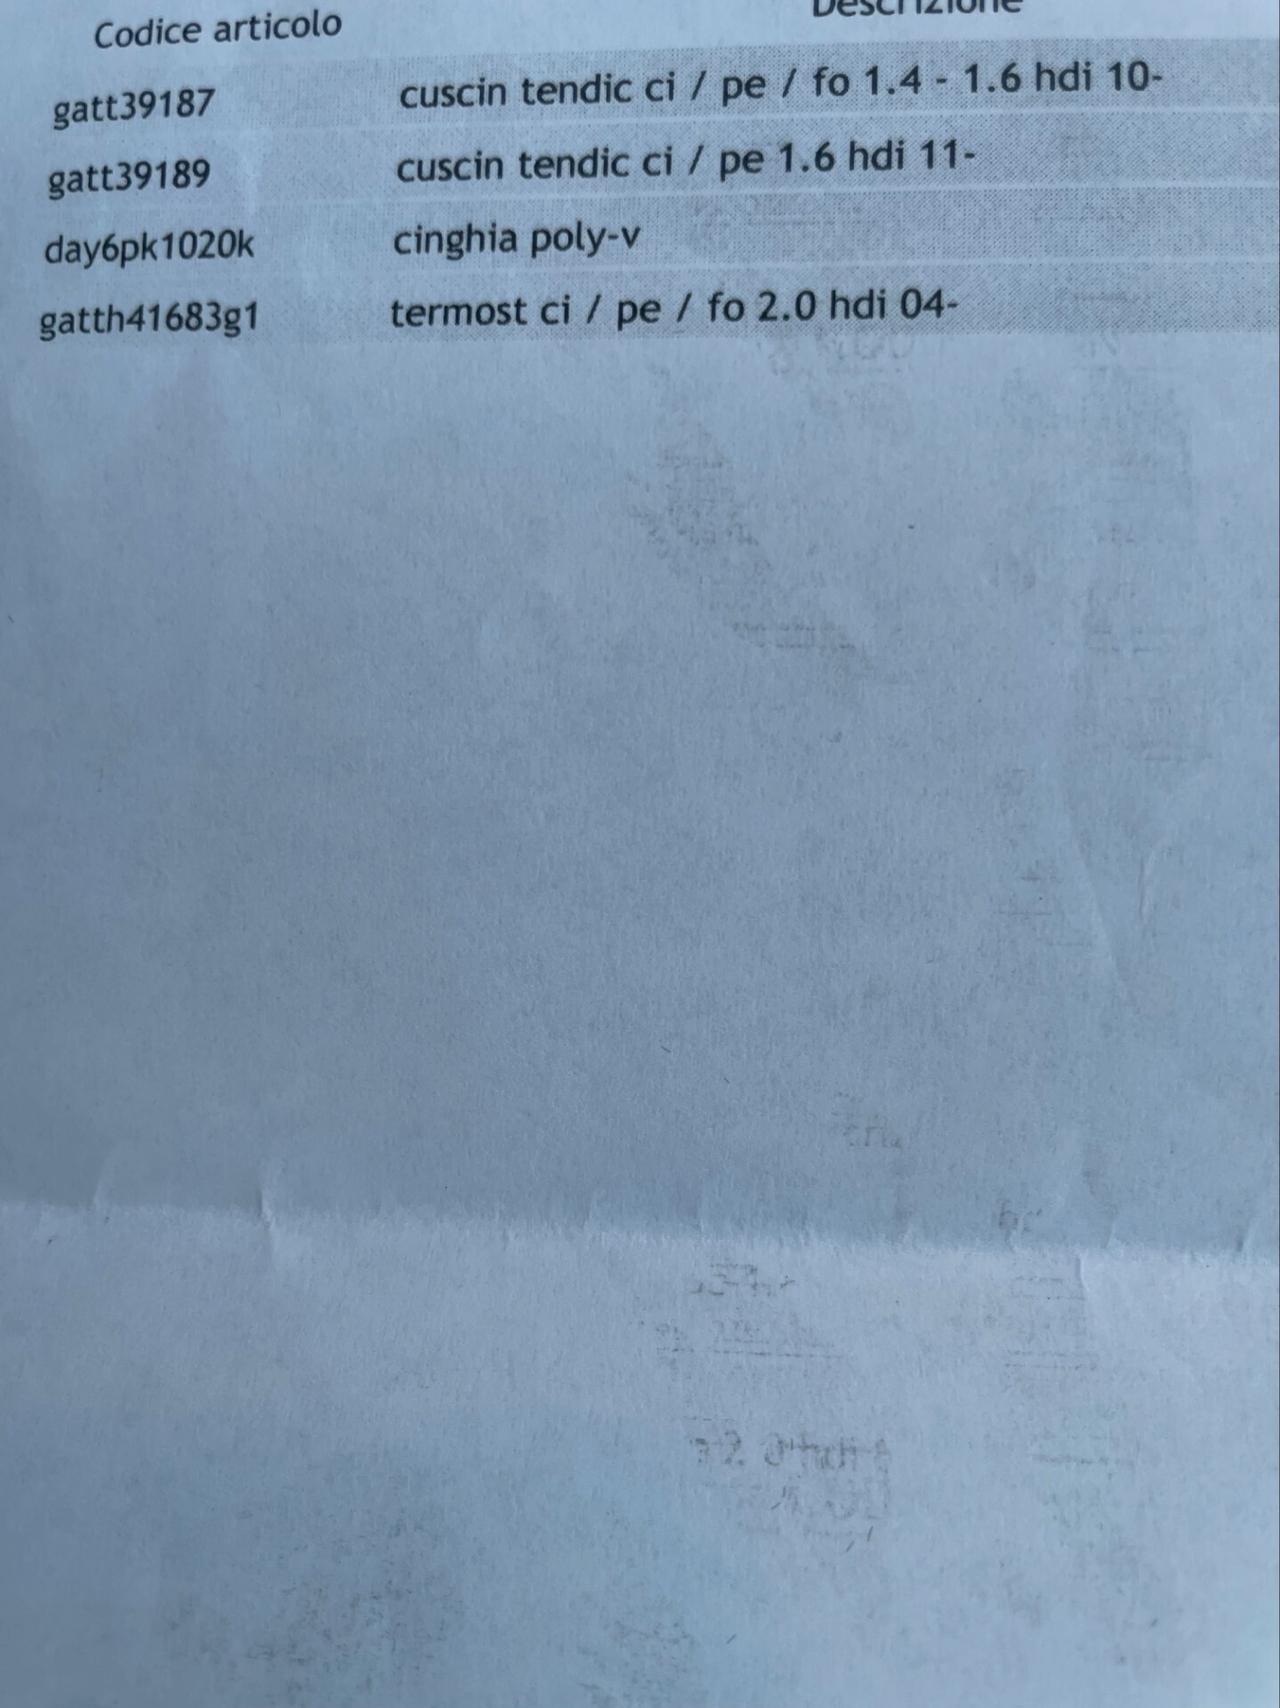 Codice articolo Descrizione
gatt39187 cuscin tendic ci / pe / fo 1.4 - 1.6 hdi 10-
gatt39189 cuscin tendic ci / pe 1.6 hdi 11-
day6pk1020k cinghia poly-v
gatth41683g1 termost ci / pe / fo 2.0 hdi 04-